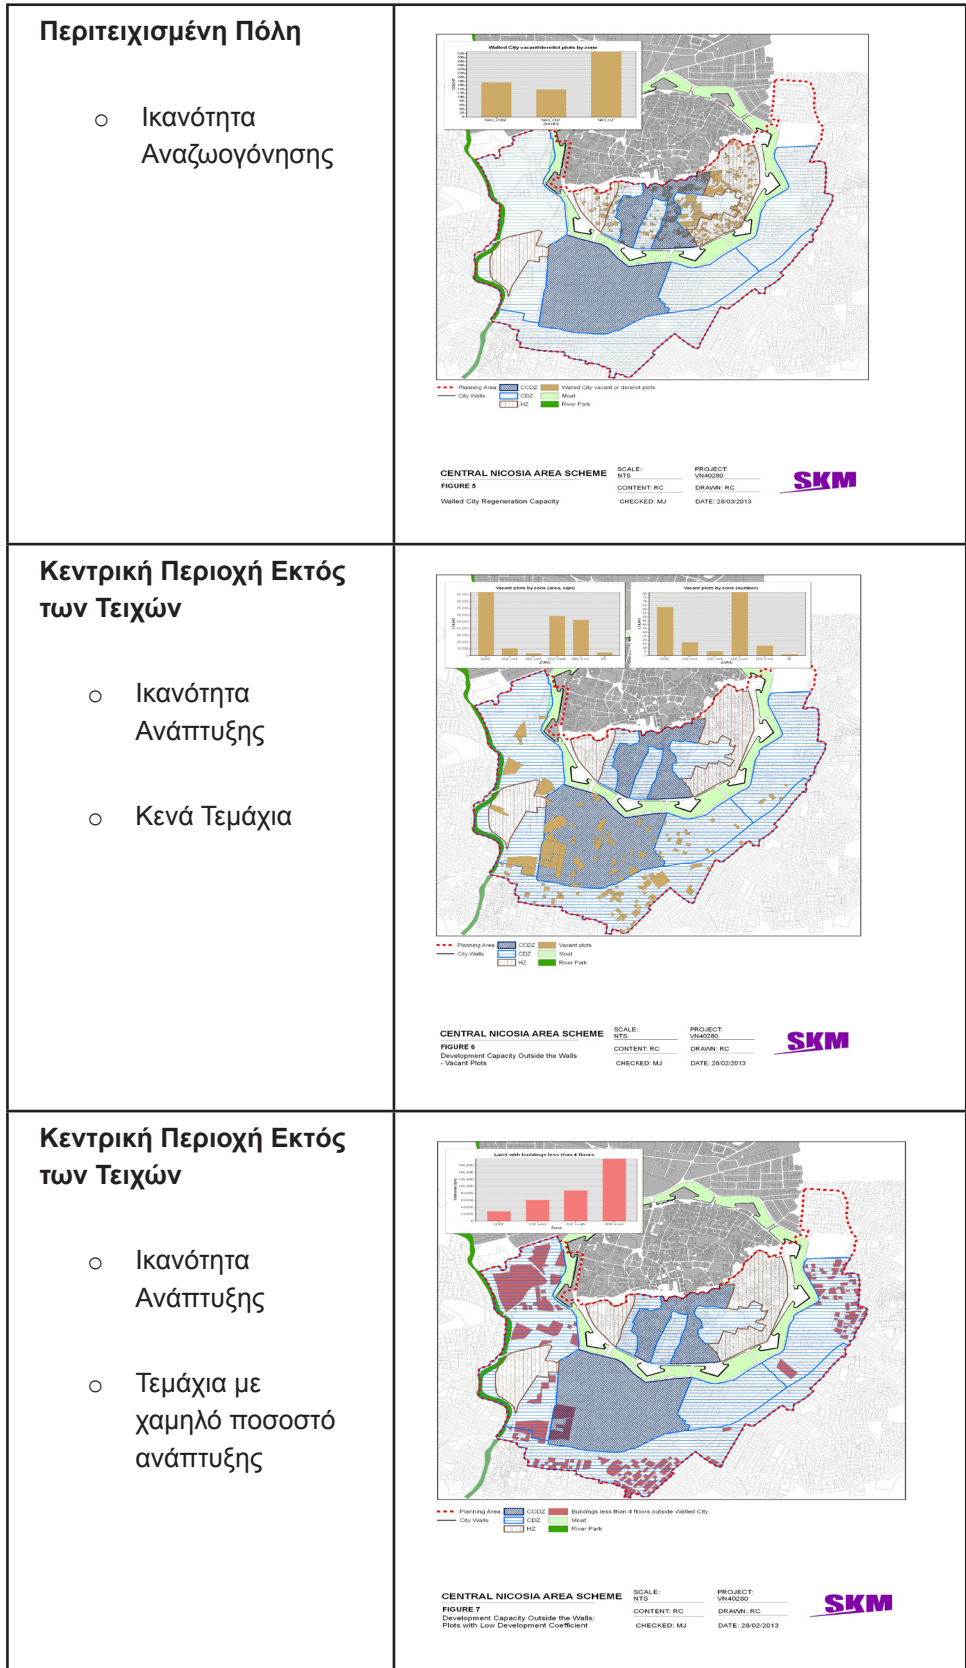 Περιτειχισμένη Πόλη
o Ικανότητα
Αναζωογόνησης
Walled City vacant/derelict plots by zone
Planning Area CCDZ Walled City vacant or derelict plots
City Walls CDZ Moat
HZ River Park
CENTRAL NICOSIA AREA SCHEME
FIGURE 5
Walled City Regeneration Capacity
SCALE: NTS
PROJECT: VN40280
CONTENT: RC
DRAWN: RC
CHECKED: MJ
DATE: 28/03/2013
SKM
Κεντρική Περιοχή Εκτός
των Τειχών
o Ικανότητα
Ανάπτυξης
o Κενά Τεμάχια
Vacant plots by zone (area, sqm)
ZONE
Vacant plots by zone (number)
ZONE
Planning Area CCDZ Vacant plots
City Walls CDZ Moat
HZ River Park
CENTRAL NICOSIA AREA SCHEME
FIGURE 6
Development Capacity Outside the Walls
- Vacant Plots
SCALE: NTS
PROJECT: VN40280
CONTENT: RC
DRAWN: RC
CHECKED: MJ
DATE: 28/02/2013
SKM
Κεντρική Περιοχή Εκτός
των Τειχών
o Ικανότητα
Ανάπτυξης
o Τεμάχια με
χαμηλό ποσοστό
ανάπτυξης
Land with buildings less than 4 floors
Planning Area CCDZ Buildings less than 4 floors outside Walled City
City Walls CDZ Moat
HZ River Park
CENTRAL NICOSIA AREA SCHEME
FIGURE 7
Development Capacity Outside the Walls:
Plots with Low Development Coefficient
SCALE: NTS
PROJECT: VN40280
CONTENT: RC
DRAWN: RC
CHECKED: MJ
DATE: 28/02/2013
SKM